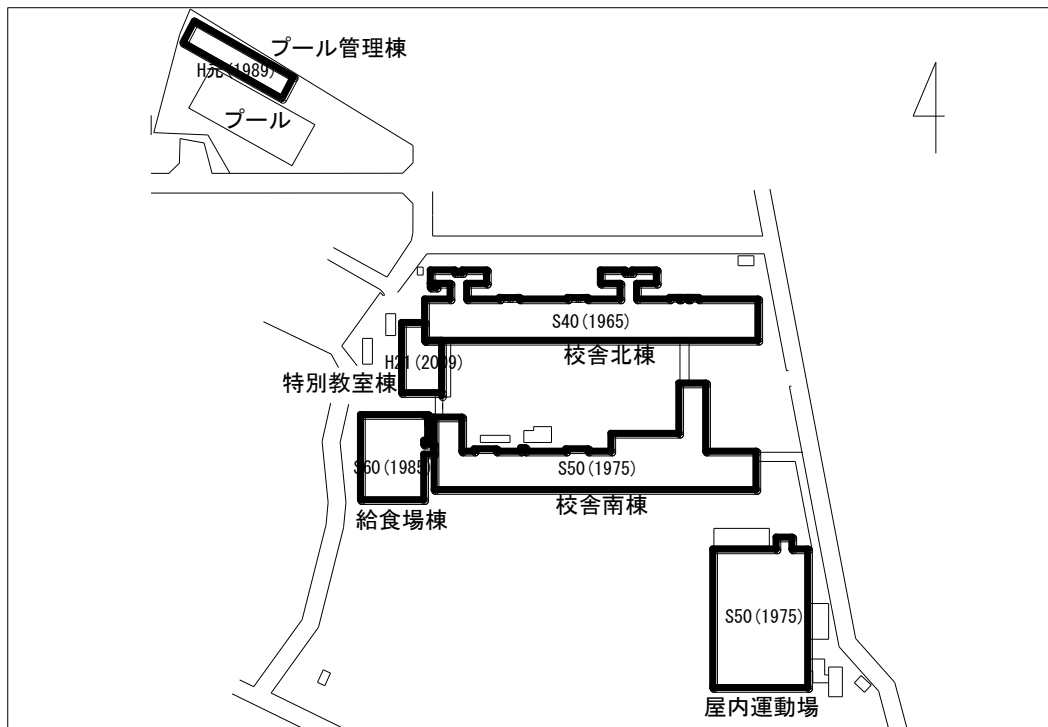 プール管理棟
H元(1989)
プール
S40(1965)
校舎北棟
H21(2009)
特別教室棟
S60(1985)
S50(1975)
校舎南棟
給食場棟
S50(1975)
屋内運動場